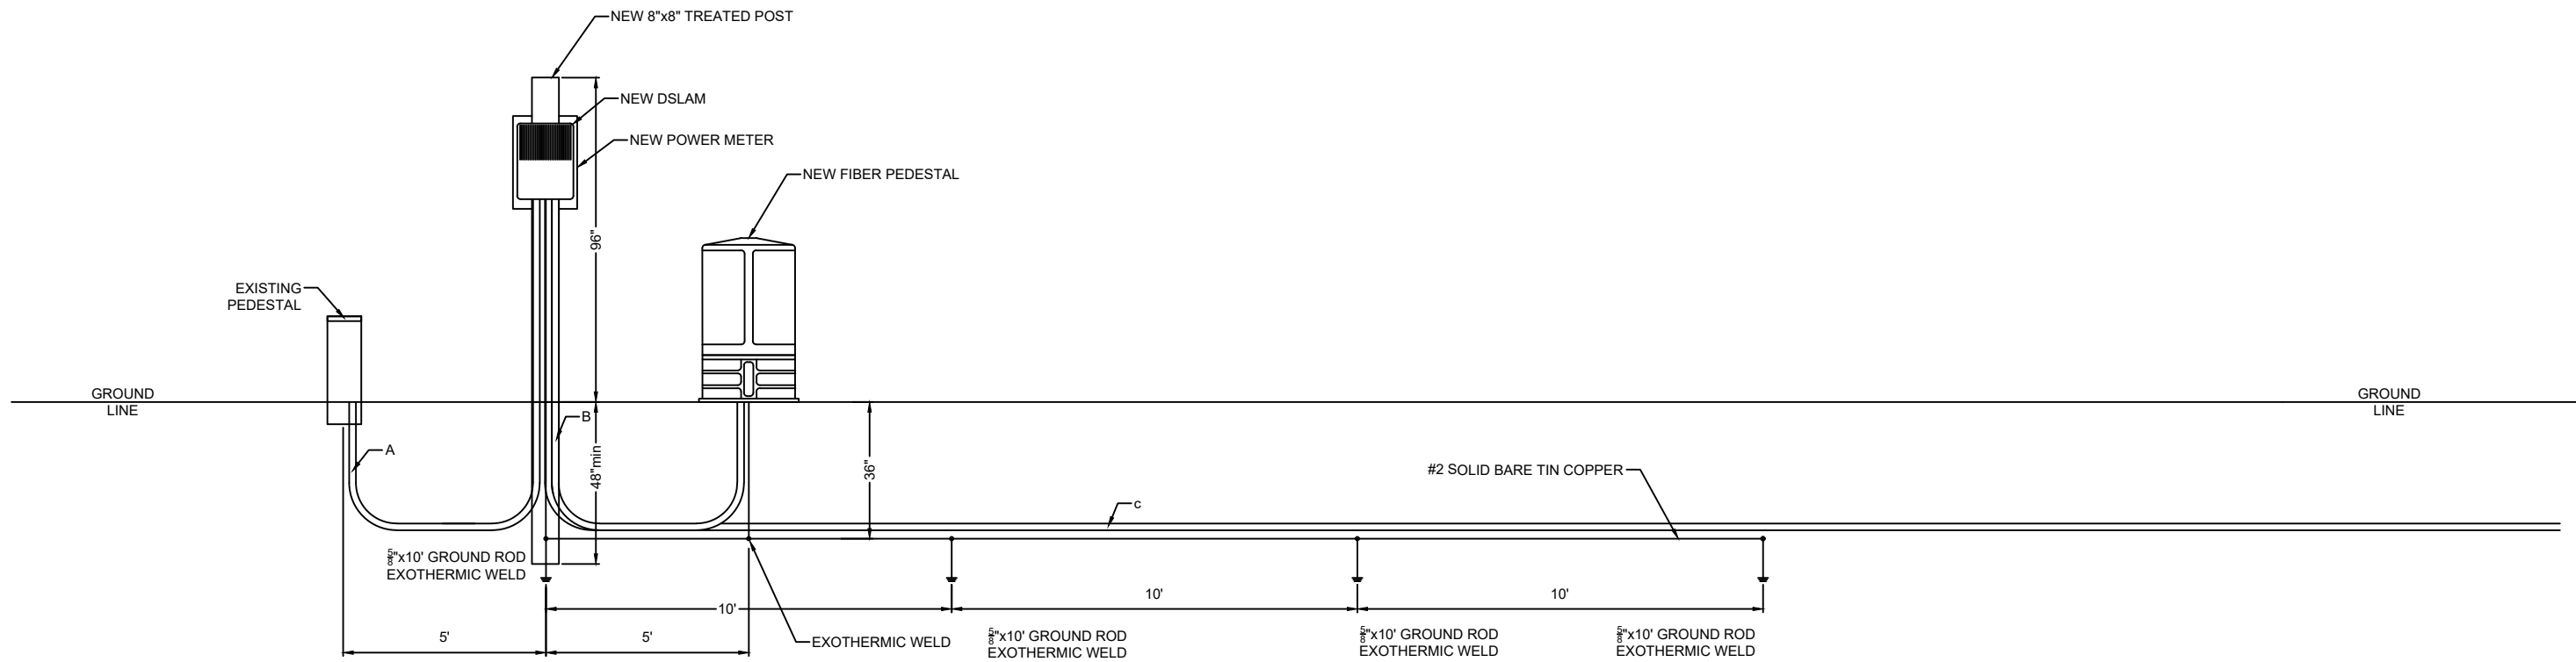 NEW 8"x8" TREATED POST
NEW DSLAM
NEW POWER METER
NEW FIBER PEDESTAL
96"
EXISTING
PEDESTAL
GROUND
LINE
GROUND
LINE
B
A
48"min
36"
#2 SOLID BARE TIN COPPER
c
5/8"x10' GROUND ROD
EXOTHERMIC WELD
10'
10'
10'
5'
5'
EXOTHERMIC WELD
5/8"x10' GROUND ROD
EXOTHERMIC WELD
5/8"x10' GROUND ROD
EXOTHERMIC WELD
5/8"x10' GROUND ROD
EXOTHERMIC WELD